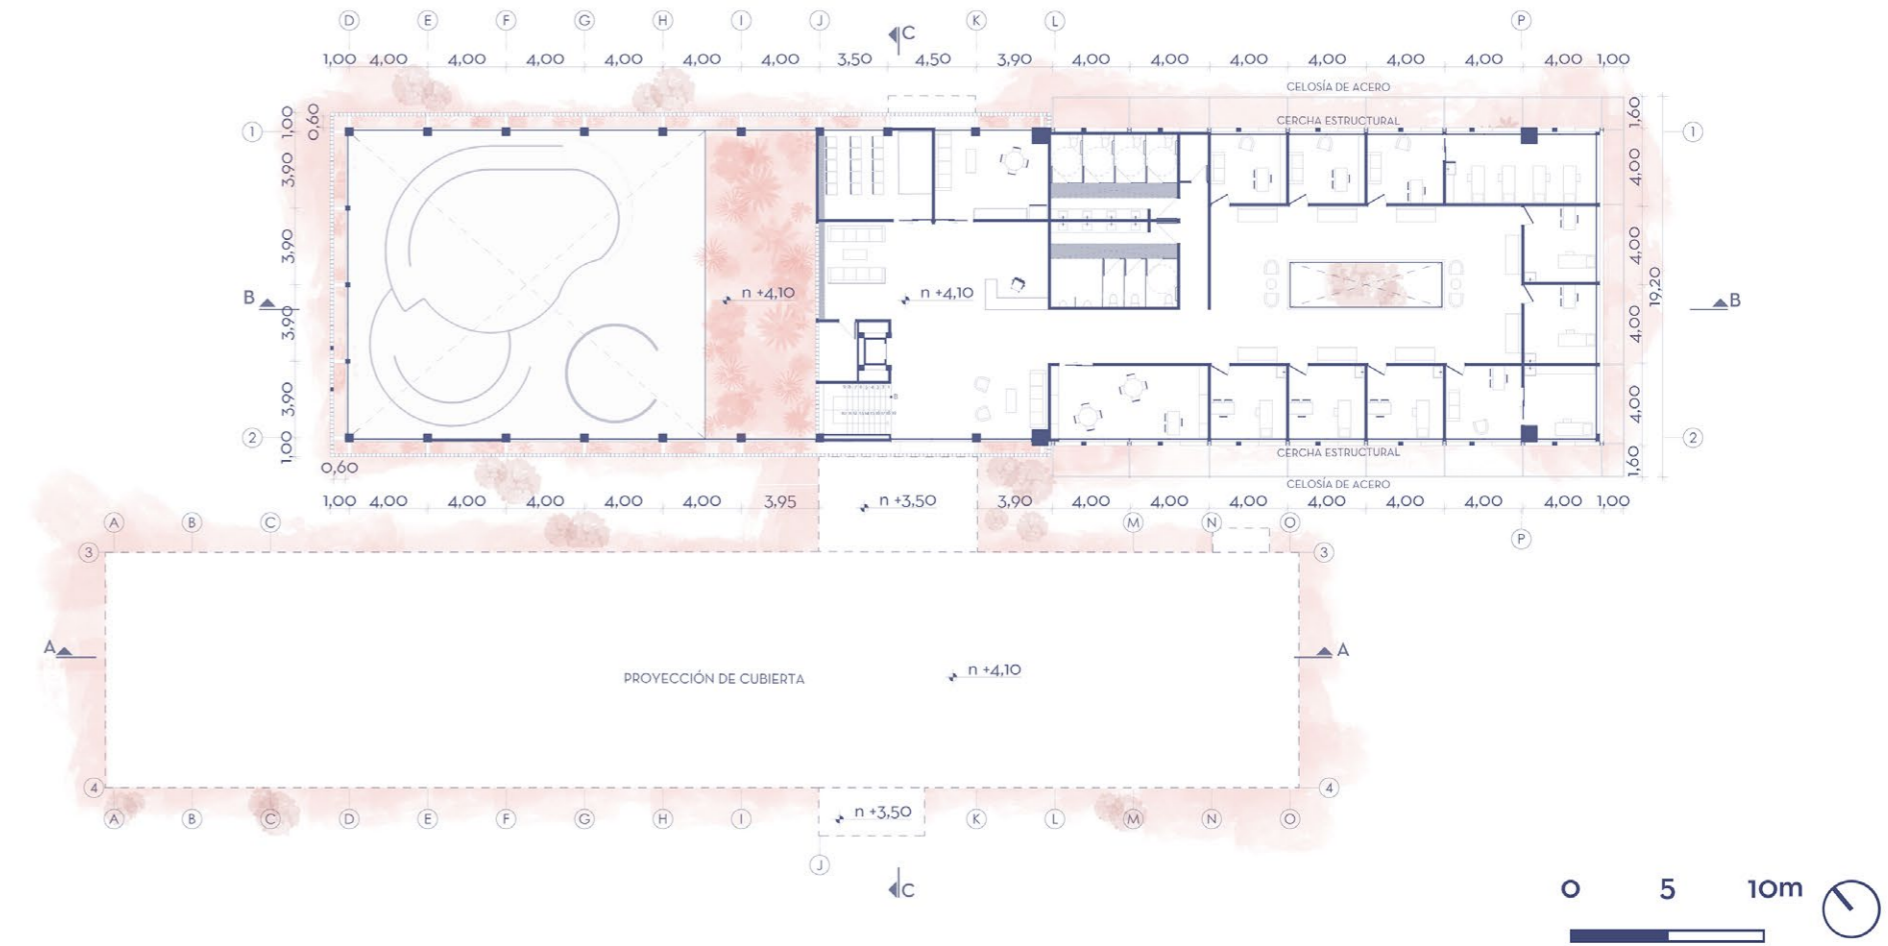 D E F G H I J K L P
C
1,00 4,00 4,00 4,00 4,00 4,00 4,00 3,50 4,50 3,90 4,00 4,00 4,00 4,00 4,00 4,00 4,00 1,00
CELOSÍA DE ACERO
CERCHA ESTRUCTURAL
1 1,00 0,60 1,60 1
3,90 4,00
3,90 4,00
n +4,10 n +4,10
B 19,20 B
3,90 4,00
3,90 4,00
2 1,00 1,60 2
CERCHA ESTRUCTURAL
0,60
CELOSÍA DE ACERO
1,00 4,00 4,00 4,00 4,00 4,00 3,95 n +3,50 3,90 4,00 4,00 4,00 4,00 4,00 4,00 4,00 1,00
A B C M N O P
3 3
A A
PROYECCIÓN DE CUBIERTA n +4,10
4 4
n +3,50
A B C D E F G H I K L M N O
J
C
0 5 10m